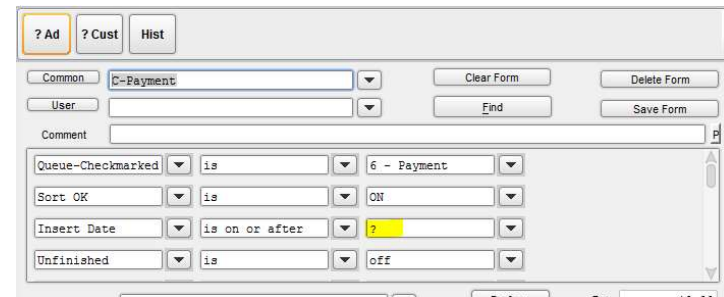 ? Ad ? Cust Hist
Common C-Payment Clear Form Delete Form
User Find Save Form
Comment P
Queue-Checkmarked is 6 - Payment
Sort OK is ON
Insert Date is on or after ?
Unfinished is off